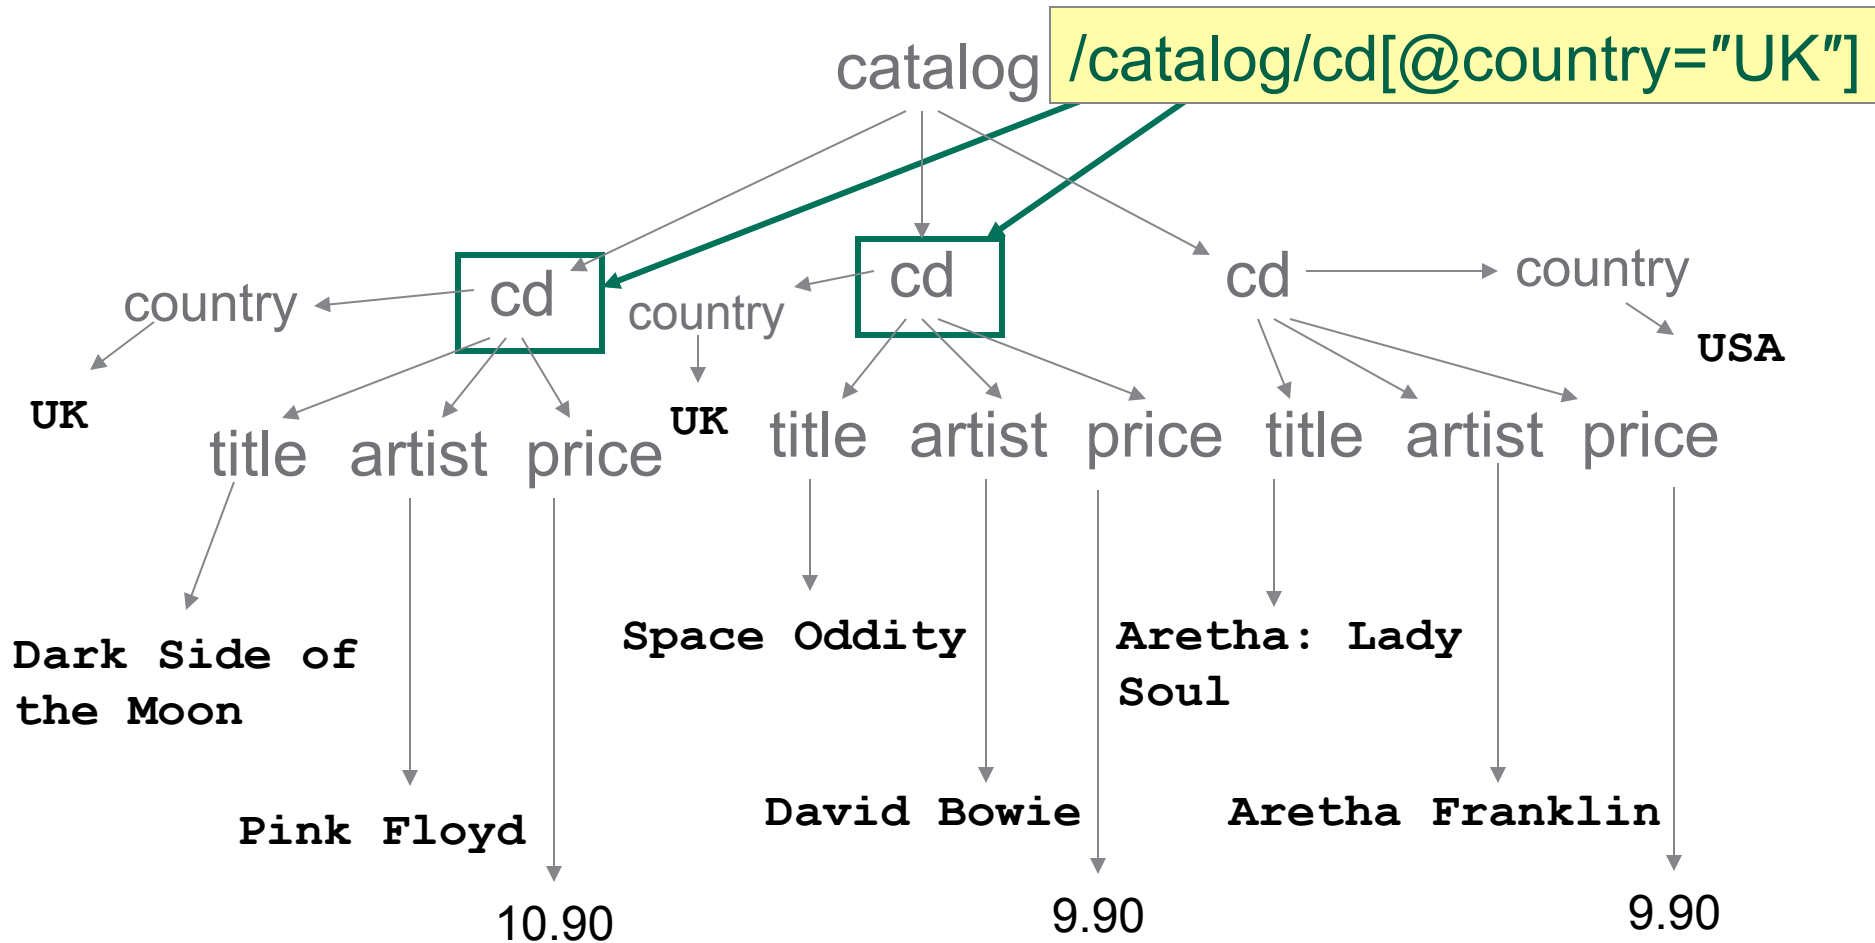 catalog
/catalog/cd[@country=″UK″]
country
cd
country
cd
cd
country
UK
UK
USA
title artist price
title artist price
title artist price
Dark Side of
the Moon
Space Oddity
Aretha: Lady
Soul
Pink Floyd
David Bowie
Aretha Franklin
10.90
9.90
9.90